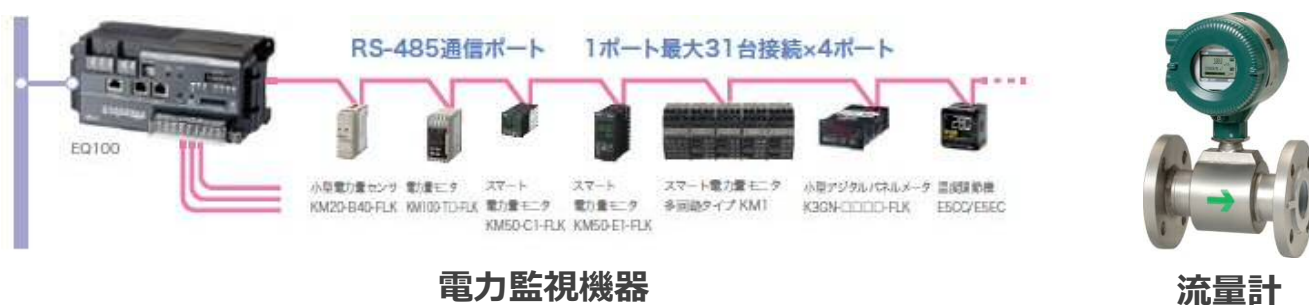 RS-485通信ポート 1ポート最大31台接続×4ポート
EQ100
小型電力量センサ
KM20-B40-FLK
電力量モニタ
KM100-T□-FLK
スマート
電力量モニタ
KM50-C1-FLK
スマート
電力量モニタ
KM50-E1-FLK
スマート電力量モニタ
多回路タイプ KM1
小型デジタルパネルメータ
K3GN-□□□□-FLK
温度調節機
E5CC/E5EC
電力監視機器
流量計